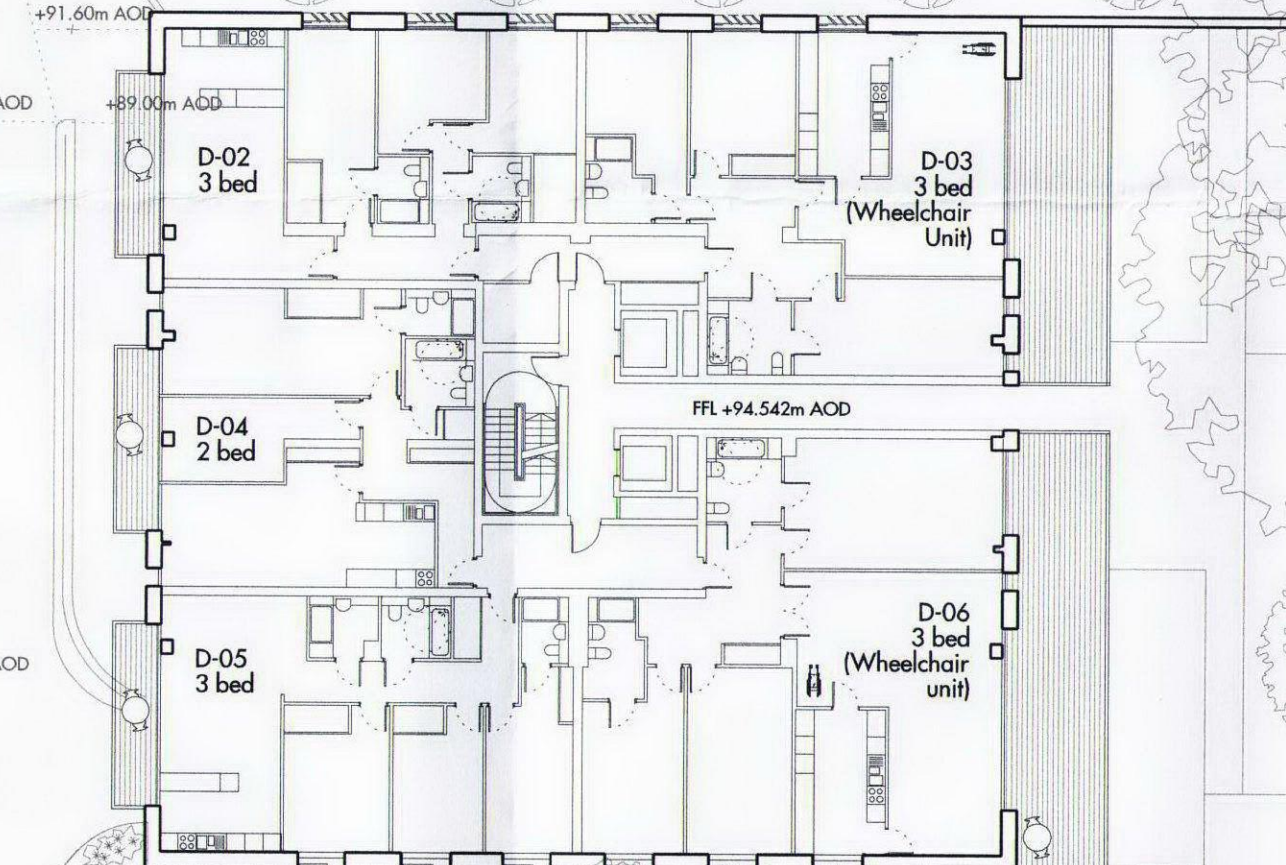 +91.60m AOD
AOD
+89.00m AOD
D-02
3 bed
D-03
3 bed
(Wheelchair
Unit)
FFL +94.542m AOD
D-04
2 bed
D-05
3 bed
D-06
3 bed
(Wheelchair
unit)